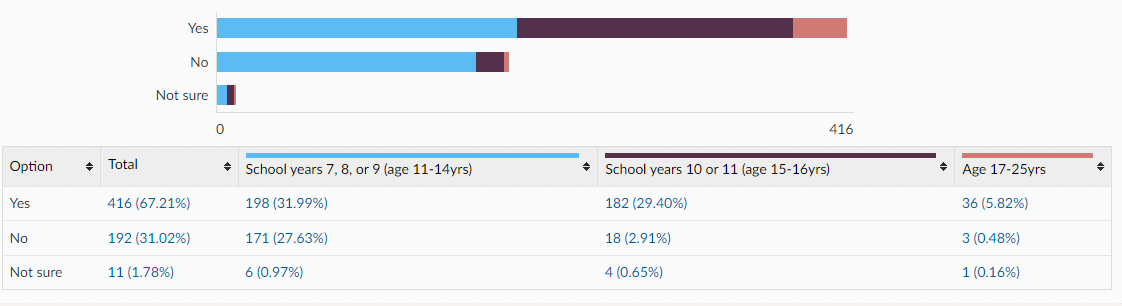 Yes
No
Not sure
0 416
Option Total School years 7, 8, or 9 (age 11-14yrs) School years 10 or 11 (age 15-16yrs) Age 17-25yrs
Yes 416 (67.21%) 198 (31.99%) 182 (29.40%) 36 (5.82%)
No 192 (31.02%) 171 (27.63%) 18 (2.91%) 3 (0.48%)
Not sure 11 (1.78%) 6 (0.97%) 4 (0.65%) 1 (0.16%)